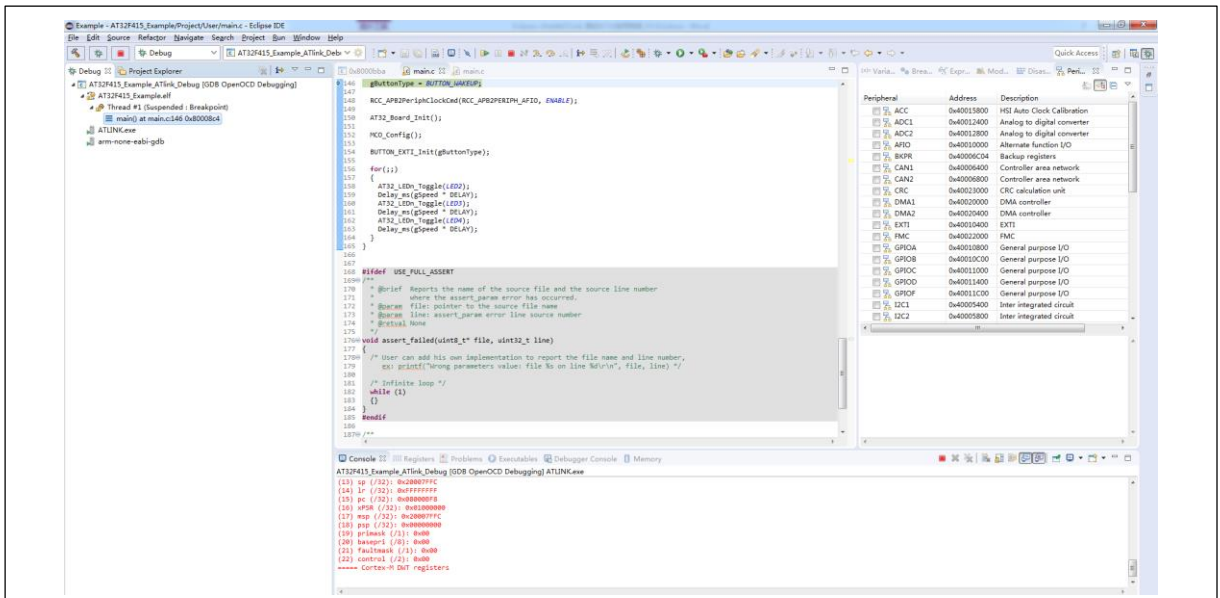 Example - AT32F415_Example/Project/User/main.c - Eclipse IDE
File Edit Source Refactor Navigate Search Project Run Window Help
Debug
AT32F415_Example_ATlink_Deb
Quick Access
Debug
Project Explorer
AT32F415_Example_ATlink_Debug [GDB OpenOCD Debugging]
AT32F415_Example.elf
Thread #1 (Suspended : Breakpoint)
main() at main.c:146 0x80008c4
ATLINK.exe
arm-none-eabi-gdb
0x8000bba
main.c
main.c
146 gButtonType = BUTTON_WAKEUP;
147
148 RCC_APB2PeriphClockCmd(RCC_APB2PERIPH_AFIO, ENABLE);
149
150 AT32_Board_Init();
151
152 MCO_Config();
153
154 BUTTON_EXTI_Init(gButtonType);
155
156 for(;;)
157 {
158 AT32_LEDn_Toggle(LED2);
159 Delay_ms(gSpeed * DELAY);
160 AT32_LEDn_Toggle(LED3);
161 Delay_ms(gSpeed * DELAY);
162 AT32_LEDn_Toggle(LED4);
163 Delay_ms(gSpeed * DELAY);
164 }
165 }
166
167
168 #ifdef USE_FULL_ASSERT
169 /**
170 * @brief Reports the name of the source file and the source line number
171 * where the assert_param error has occurred.
172 * @param file: pointer to the source file name
173 * @param line: assert_param error line source number
174 * @retval None
175 */
176 void assert_failed(uint8_t* file, uint32_t line)
177 {
178 /* User can add his own implementation to report the file name and line number,
179 ex: printf("Wrong parameters value: file %s on line %d\r\n", file, line) */
180
181 /* Infinite loop */
182 while (1)
183 {}
184 }
185 #endif
186
187 /**
Varia... Brea... Expr... Mod... Disas... Peri...
Peripheral Address Description
ACC 0x40015800 HSI Auto Clock Calibration
ADC1 0x40012400 Analog to digital converter
ADC2 0x40012800 Analog to digital converter
AFIO 0x40010000 Alternate function I/O
BKPR 0x40006C04 Backup registers
CAN1 0x40006400 Controller area network
CAN2 0x40006800 Controller area network
CRC 0x40023000 CRC calculation unit
DMA1 0x40020000 DMA controller
DMA2 0x40020400 DMA controller
EXTI 0x40010400 EXTI
FMC 0x40022000 FMC
GPIOA 0x40010800 General purpose I/O
GPIOB 0x40010C00 General purpose I/O
GPIOC 0x40011000 General purpose I/O
GPIOD 0x40011400 General purpose I/O
GPIOF 0x40011C00 General purpose I/O
I2C1 0x40005400 Inter integrated circuit
I2C2 0x40005800 Inter integrated circuit
Console Registers Problems Executables Debugger Console Memory
AT32F415_Example_ATlink_Debug [GDB OpenOCD Debugging] ATLINK.exe
(13) sp (/32): 0x20007FFC
(14) lr (/32): 0xFFFFFFFF
(15) pc (/32): 0x08000BF8
(16) xPSR (/32): 0x01000000
(17) msp (/32): 0x20007FFC
(18) psp (/32): 0x00000000
(19) primask (/1): 0x00
(20) basepri (/8): 0x00
(21) faultmask (/1): 0x00
(22) control (/2): 0x00
===== Cortex-M DWT registers